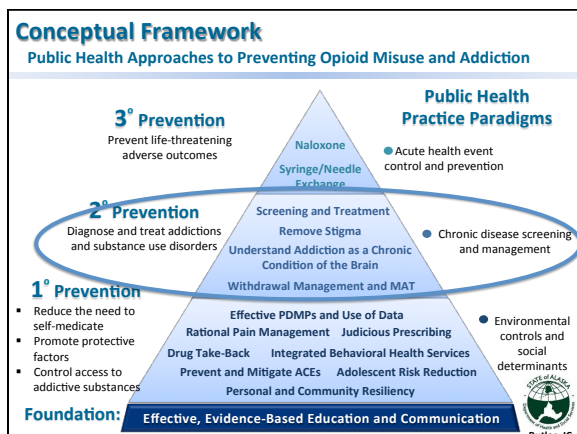 Conceptual Framework
Public Health Approaches to Preventing Opioid Misuse and Addiction
3° Prevention
Prevent life-threatening
adverse outcomes
Naloxone
Syringe/Needle
Exchange
Public Health
Practice Paradigms
Acute health event
control and prevention
2° Prevention
Diagnose and treat addictions
and substance use disorders
Screening and Treatment
Remove Stigma
Understand Addiction as a Chronic
Condition of the Brain
Withdrawal Management and MAT
Chronic disease screening
and management
1° Prevention
Reduce the need to
self-medicate
Promote protective
factors
Control access to
addictive substances
Effective PDMPs and Use of Data
Rational Pain Management Judicious Prescribing
Drug Take-Back Integrated Behavioral Health Services
Prevent and Mitigate ACEs Adolescent Risk Reduction
Personal and Community Resiliency
Environmental
controls and
social
determinants
Foundation: Effective, Evidence-Based Education and Communication
STATE of ALASKA